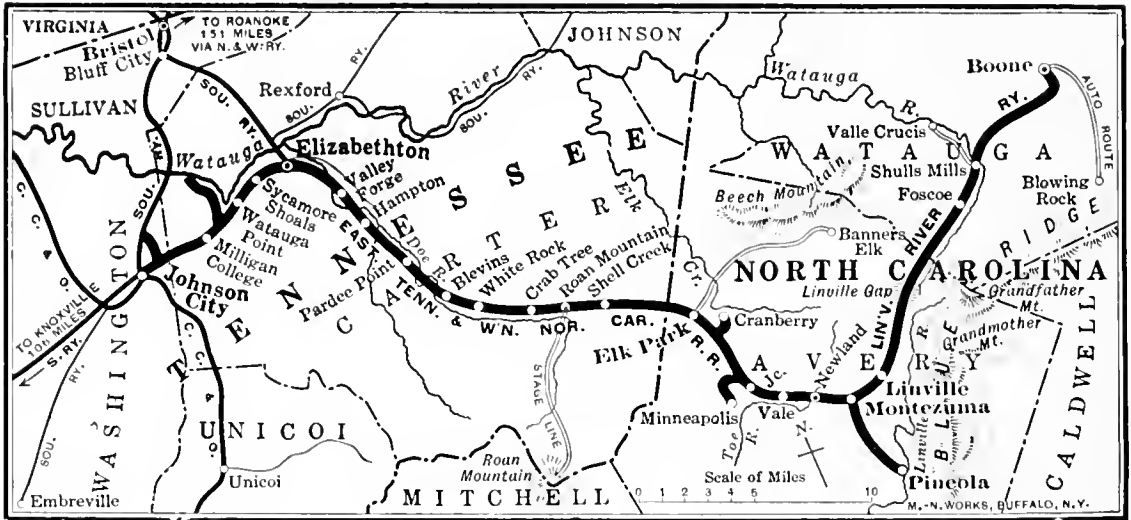 VIRGINIA
TO ROANOKE
151 MILES
VIA N. & W. RY.
Bristol
Bluff City
SULLIVAN
JOHNSON
Rexford
SOU. RY.
SOU. RY.
River
Watauga
Elizabethton
SOU. RY.
Watauga R.
Boone
RY.
AUTO ROUTE
Valle Crucis
WATAUGA
Shulls Mills
Foscoe
Blowing
Rock
Beech Mountain
Banners
Elk
RIVER
BLUE RIDGE
NORTH CAROLINA
Linville Gap
Grandfather
Mt.
Grandmother
Mt.
CALDWELL
C. C. & O.
WASHINGTON
Johnson
City
Milligan
College
Watauga
Point
Sycamore
Shoals
Valley
Forge
Hampton
Pardee Point
Doe R.
Blevins
White Rock
Crab Tree
Roan Mountain
Shell Creek
TENNESSEE
CARTER
Elk Cr.
EAST TENN. & W'N. NOR. CAR. R.R.
Elk Park
Cranberry
AVERY
LIN'V.
Linville
Montezuma
Linville R.
Pineola
Newland
Jc.
Vale
Minneapolis
Toe R.
N
STAGE LINE
Roan
Mountain
MITCHELL
UNICOI
Unicoi
C. C. & O.
TO KNOXVILLE
106 MILES
S. RY.
SOU. RY.
Embreville
Scale of Miles
0 1 2 3 4 5 10
M.-N. WORKS, BUFFALO, N.Y.